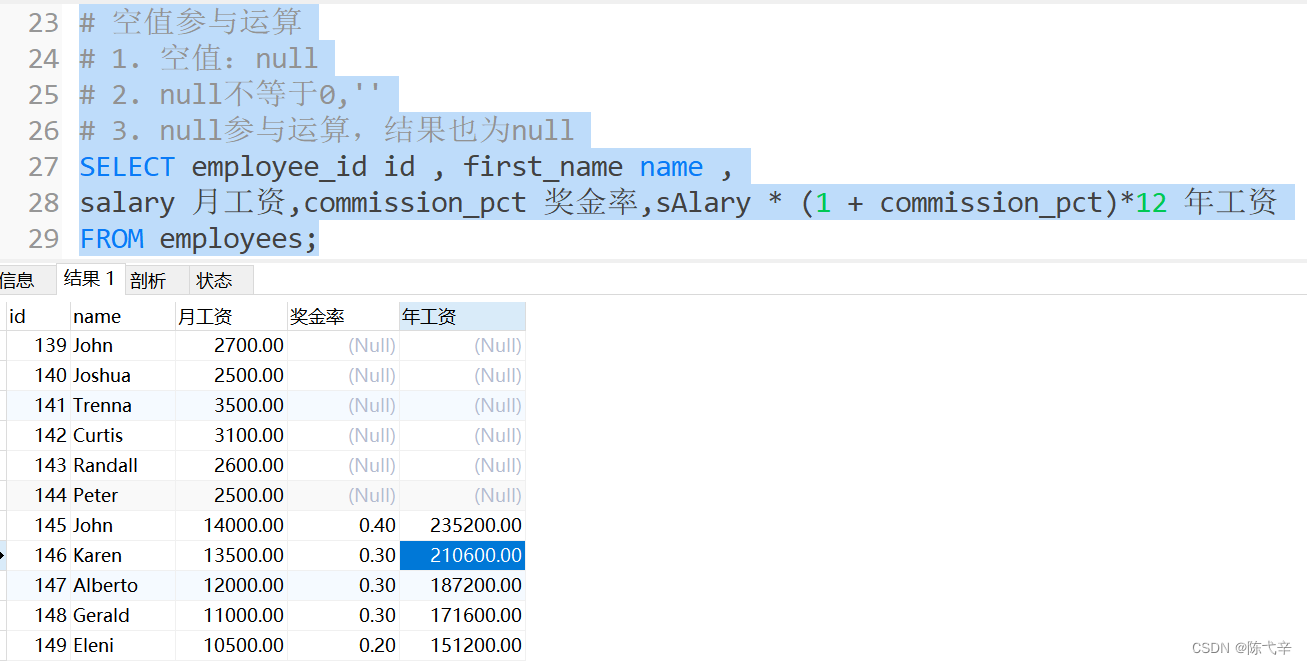 23 # 空值参与运算
24 # 1. 空值：null
25 # 2. null不等于0,''
26 # 3. null参与运算，结果也为null
27 SELECT employee_id id , first_name name ,
28 salary 月工资,commission_pct 奖金率,sAlary * (1 + commission_pct)*12 年工资
29 FROM employees;
信息 结果 1 剖析 状态
id name 月工资 奖金率 年工资
139 John 2700.00 (Null) (Null)
140 Joshua 2500.00 (Null) (Null)
141 Trenna 3500.00 (Null) (Null)
142 Curtis 3100.00 (Null) (Null)
143 Randall 2600.00 (Null) (Null)
144 Peter 2500.00 (Null) (Null)
145 John 14000.00 0.40 235200.00
146 Karen 13500.00 0.30 210600.00
147 Alberto 12000.00 0.30 187200.00
148 Gerald 11000.00 0.30 171600.00
149 Eleni 10500.00 0.20 151200.00
CSDN @陈弋辛